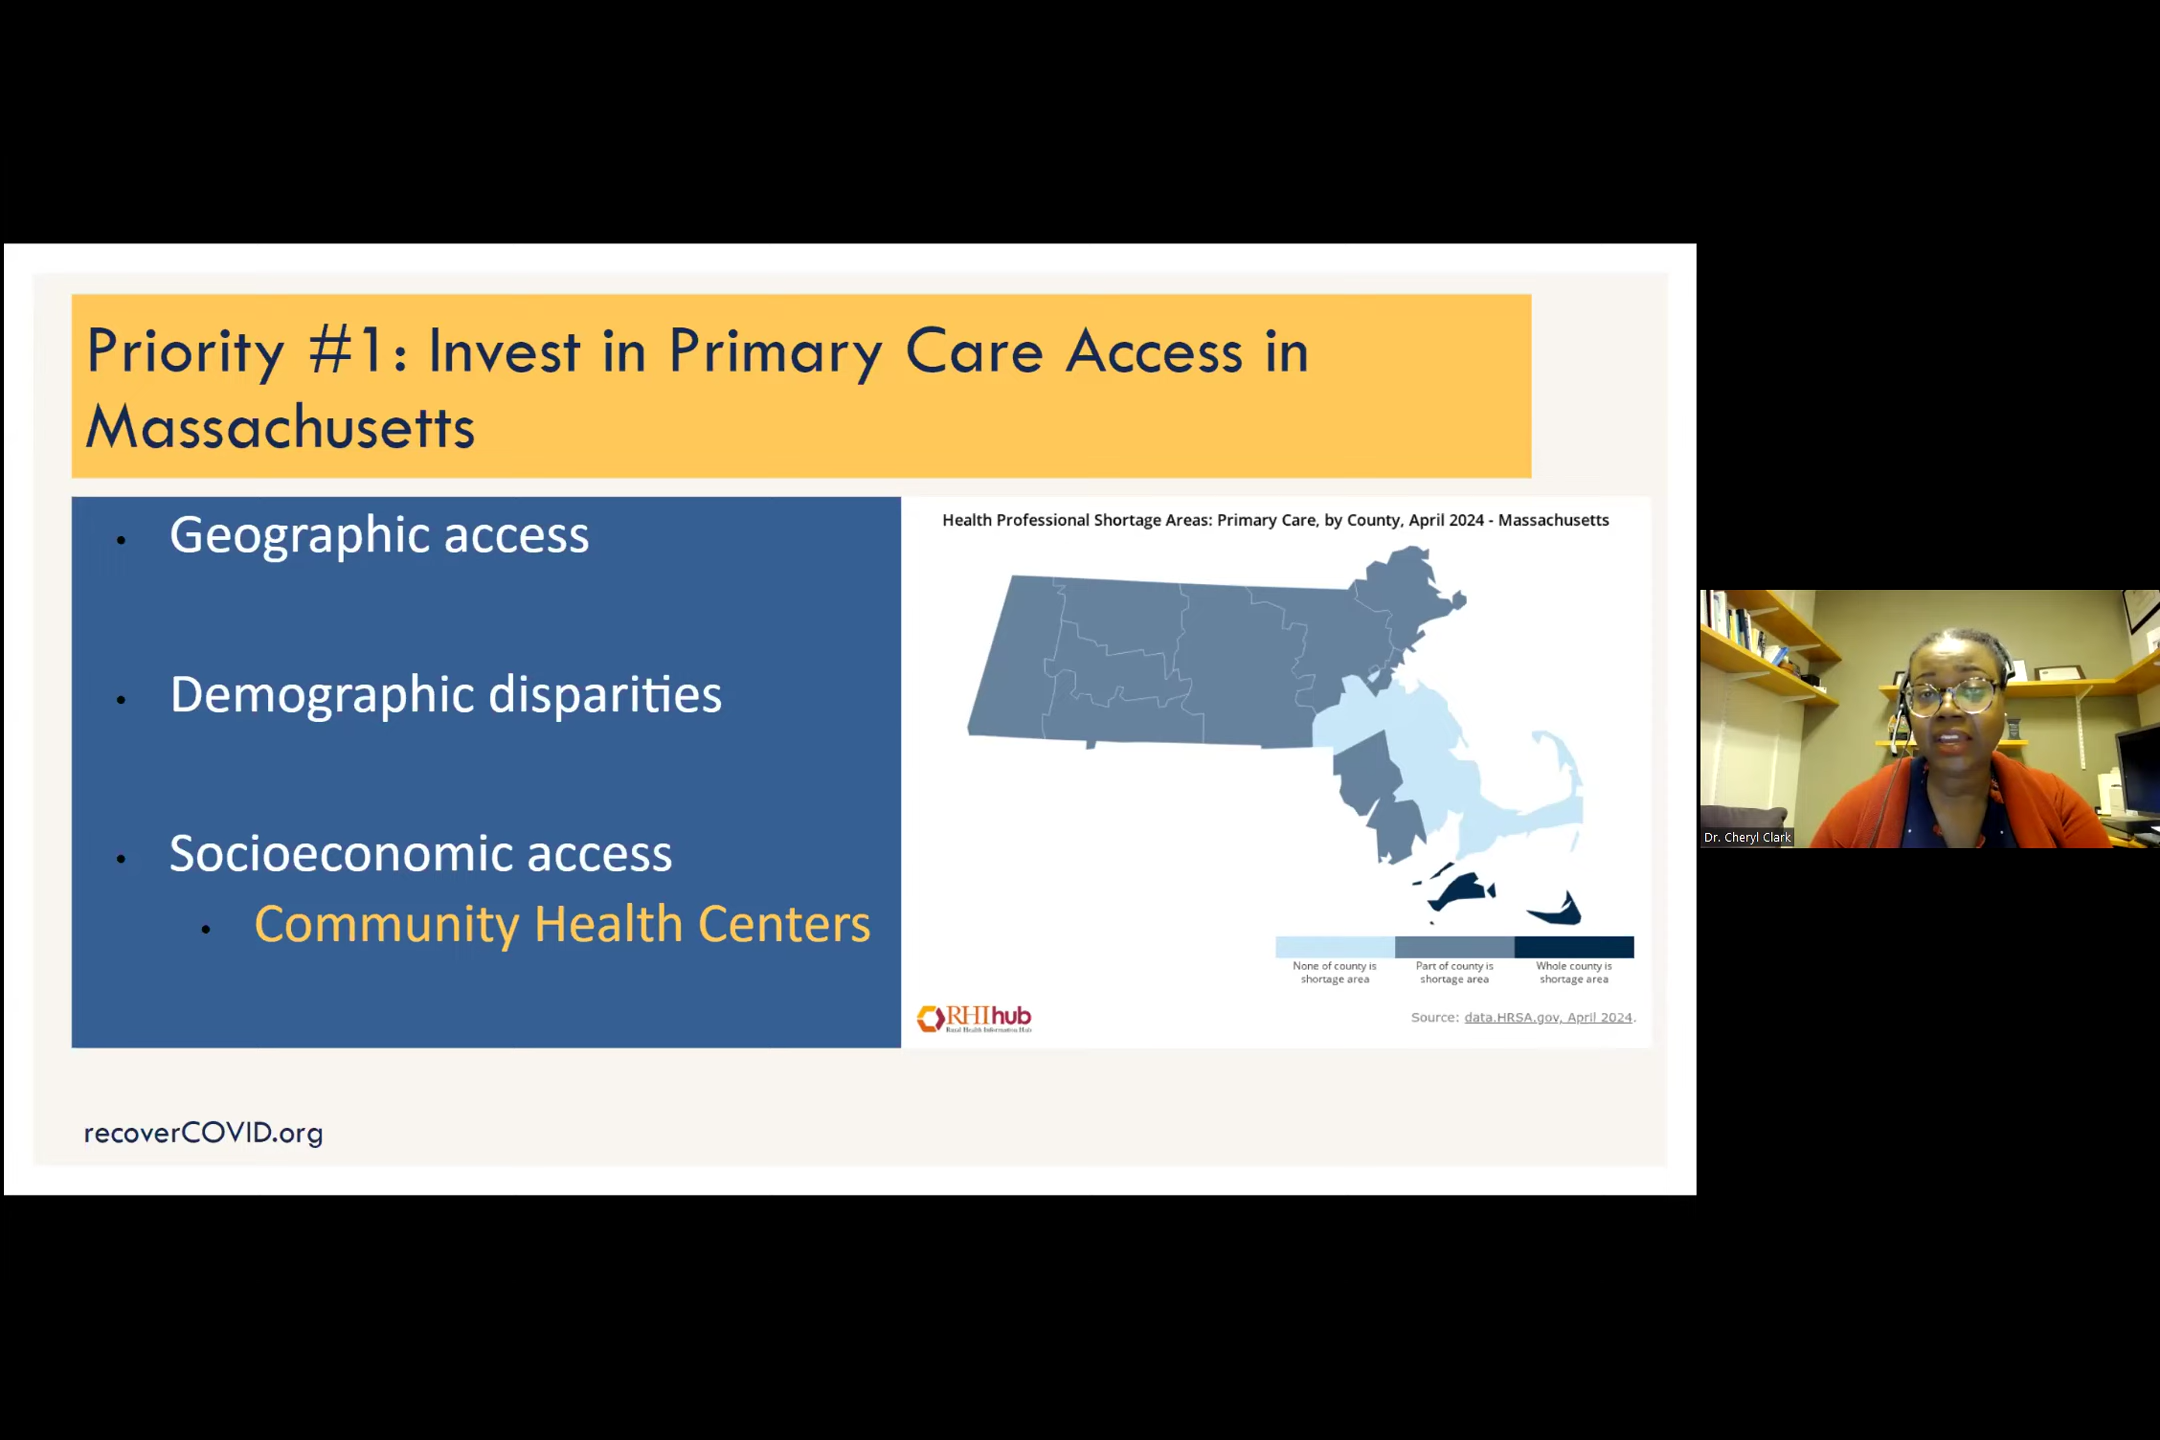 Priority #1: Invest in Primary Care Access in
Massachusetts
Geographic access
Demographic disparities
Socioeconomic access
Community Health Centers
Health Professional Shortage Areas: Primary Care, by County, April 2024 - Massachusetts
None of county is
shortage area
Part of county is
shortage area
Whole county is
shortage area
RHIhub
Rural Health Information Hub
Source: data.HRSA.gov, April 2024.
recoverCOVID.org
Dr. Cheryl Clark